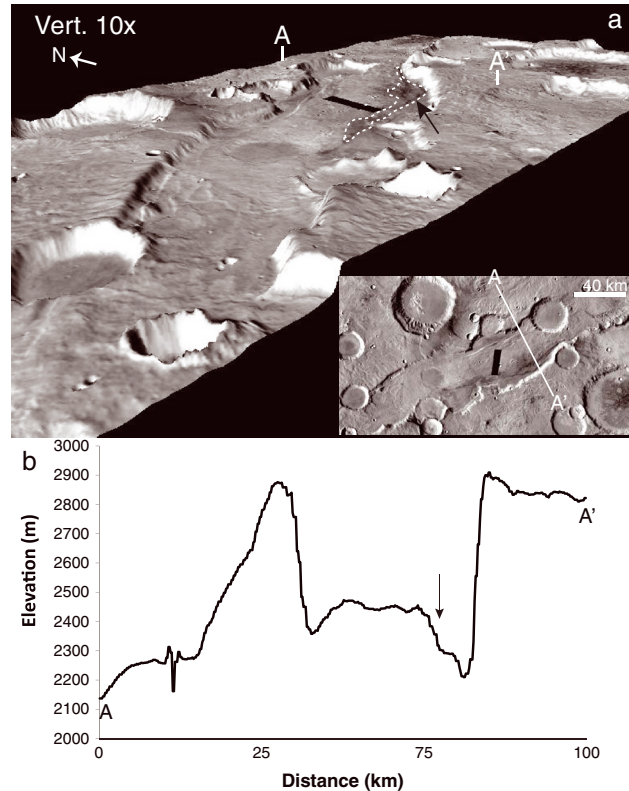 Vert. 10x
a
N
A
A
A
40 km
A'
b
3000
2900
2800
2700
2600
2500
2400
2300
2200
2100
2000
Elevation (m)
A
A'
0
25
75
100
Distance (km)